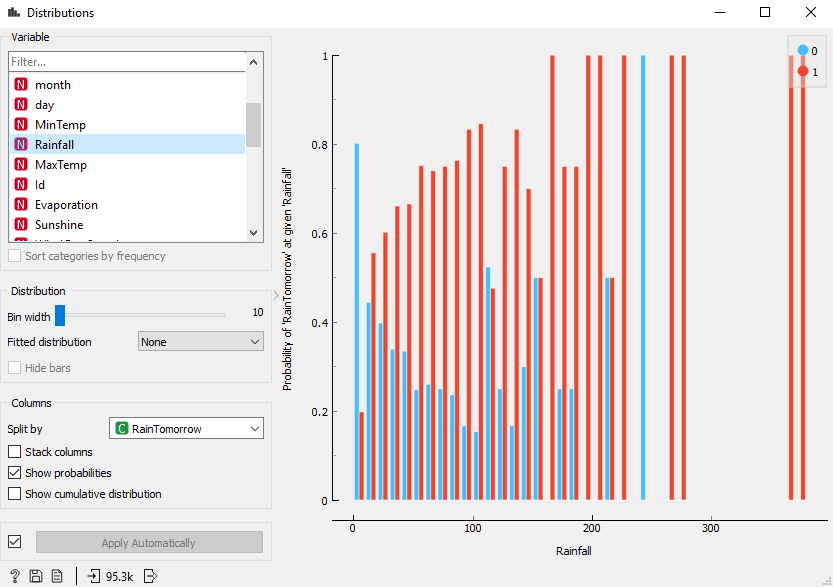 Distributions
Variable
Filter...
N month
N day
N MinTemp
N Rainfall
N MaxTemp
N Id
N Evaporation
N Sunshine
Sort categories by frequency
Distribution
Bin width 10
Fitted distribution None
Hide bars
Columns
Split by C RainTomorrow
Stack columns
Show probabilities
Show cumulative distribution
Apply Automatically
? 95.3k
Probability of 'RainTomorrow' at given 'Rainfall'
1
0.8
0.6
0.4
0.2
0
0 100 200 300
Rainfall
0
1